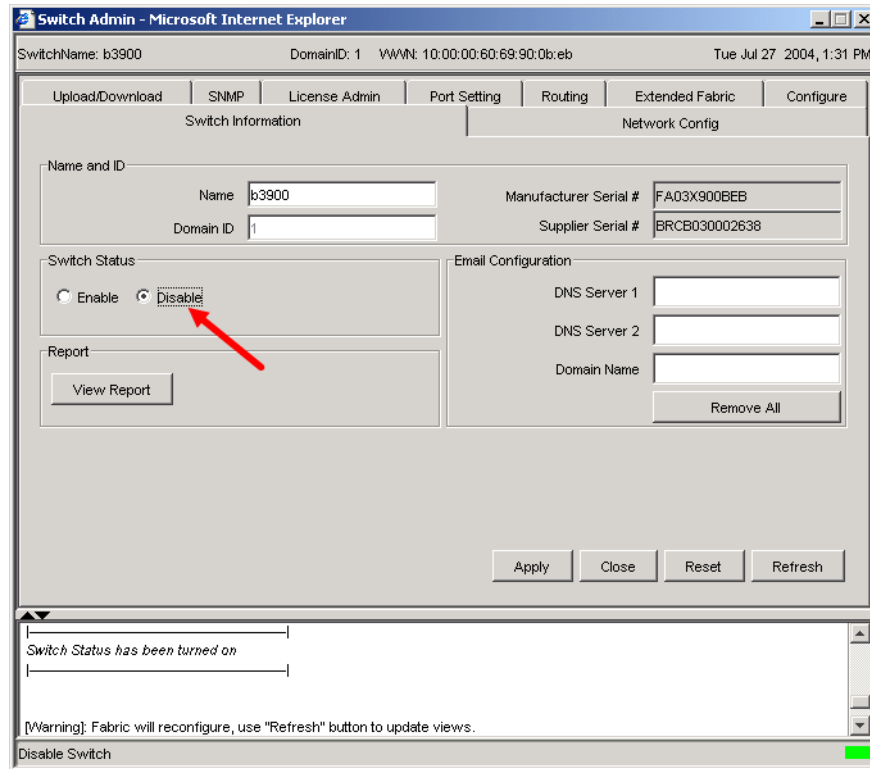 Switch Admin - Microsoft Internet Explorer
SwitchName: b3900 DomainID: 1 WWN: 10:00:00:60:69:90:0b:eb Tue Jul 27 2004, 1:31 PM
Upload/Download SNMP License Admin Port Setting Routing Extended Fabric Configure
Switch Information Network Config
Name and ID
Name b3900 Manufacturer Serial # FA03X900BEB
Domain ID 1 Supplier Serial # BRCB030002638
Switch Status Email Configuration
Enable Disable DNS Server 1
DNS Server 2
Report Domain Name
View Report Remove All
Apply Close Reset Refresh
Switch Status has been turned on
[Warning]: Fabric will reconfigure, use "Refresh" button to update views.
Disable Switch